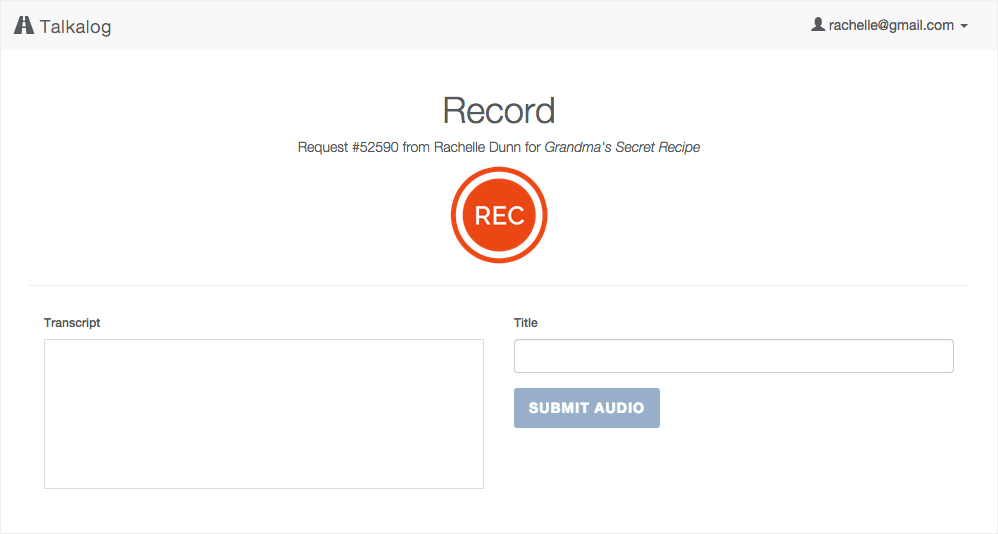 Talkalog
rachelle@gmail.com
Record
Request #52590 from Rachelle Dunn for Grandma's Secret Recipe
REC
Transcript
Title
SUBMIT AUDIO